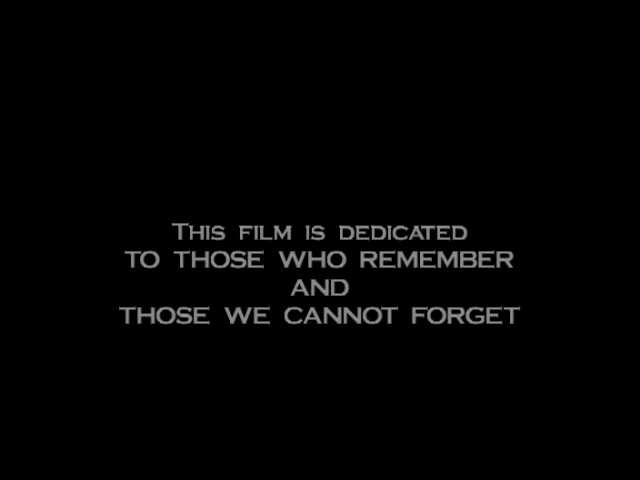 This film is dedicated
to those who remember
and
those we cannot forget